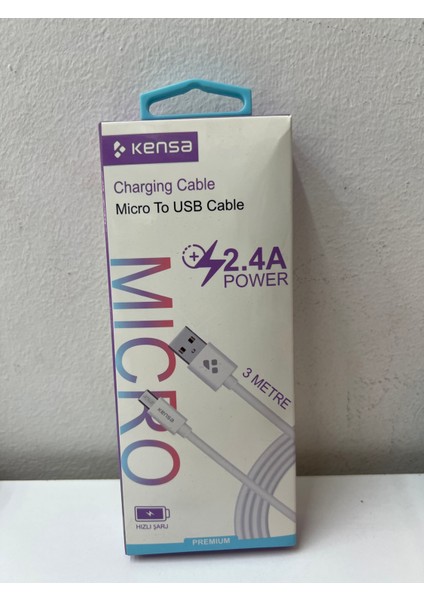 Kensa
Charging Cable
Micro To USB Cable
2.4A
POWER
MICRO
3 METRE
KENSA
HIZLI ŞARJ
PREMIUM